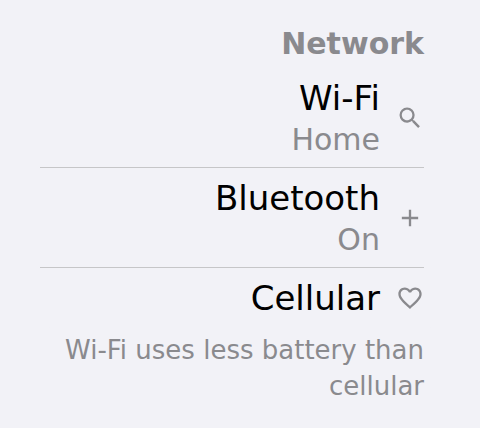 Network
Wi-Fi
Home
Bluetooth
On
Cellular
Wi-Fi uses less battery than
cellular